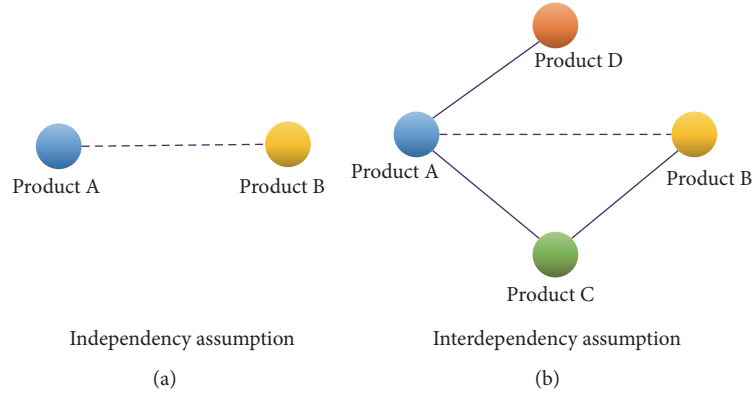 Product A
Product B
Independency assumption
(a)
Product D
Product A
Product B
Product C
Interdependency assumption
(b)